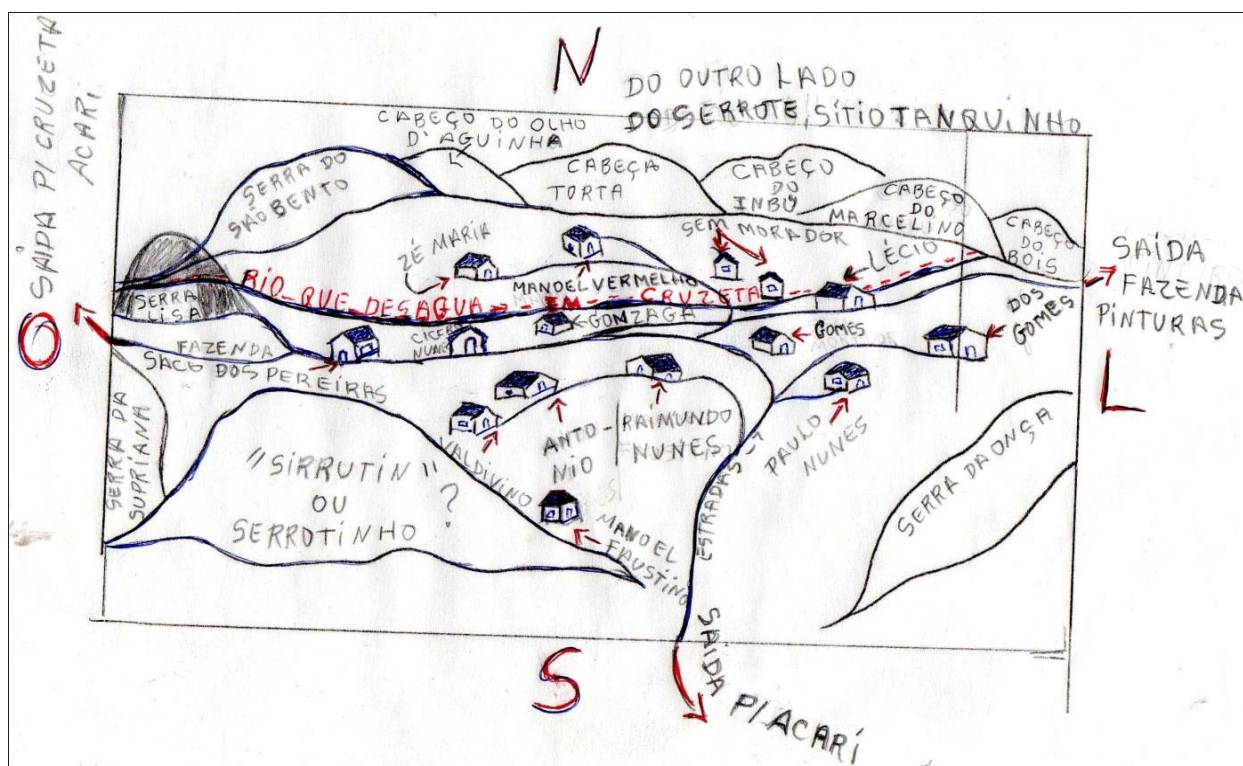 N
DO OUTRO LADO
DO SERROTE, SÍTIO TANQUINHO
SAÍDA P/ CRUZETA
ACARI
O
CABEÇO DO OLHO
D'AGUINHA
SERRA DO
SÃO BENTO
CABEÇA
TORTA
CABEÇO
DO
INBÚ
CABEÇO
DO
MARCELINO
CABEÇO
DO
BOIS
SEM MORADOR
ZÉ MARIA
LÉCIO
SAÍDA
FAZENDA
PINTURAS
L
MANOEL VERMELHO
RIO QUE DESAGUA EM CRUZETA
SERRA
LISA
GONZAGA
GOMES
DOS
GOMES
FAZENDA
SACO DOS PEREIRAS
NUNES
SERRA DA
SUPRIANA
"SIRRUTIN" ?
OU
SERROTINHO
VALDIVINO
ANTO-
NIO
RAIMUNDO
NUNES
PAULO
NUNES
MANOEL
FAUSTINO
ESTRADAS
SERRA DA ONÇA
S
SAÍDA P/ ACARÍ